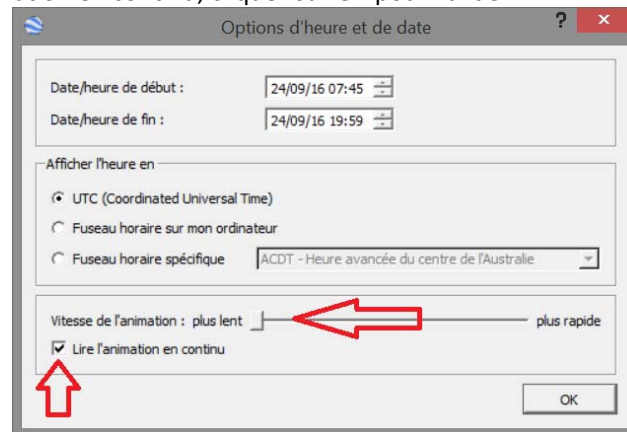 Options d'heure et de date
?
×
Date/heure de début :
24/09/16 07:45
Date/heure de fin :
24/09/16 19:59
Afficher l'heure en
UTC (Coordinated Universal Time)
Fuseau horaire sur mon ordinateur
Fuseau horaire spécifique
ACDT - Heure avancée du centre de l'Australie
Vitesse de l'animation : plus lent
plus rapide
Lire l'animation en continu
OK